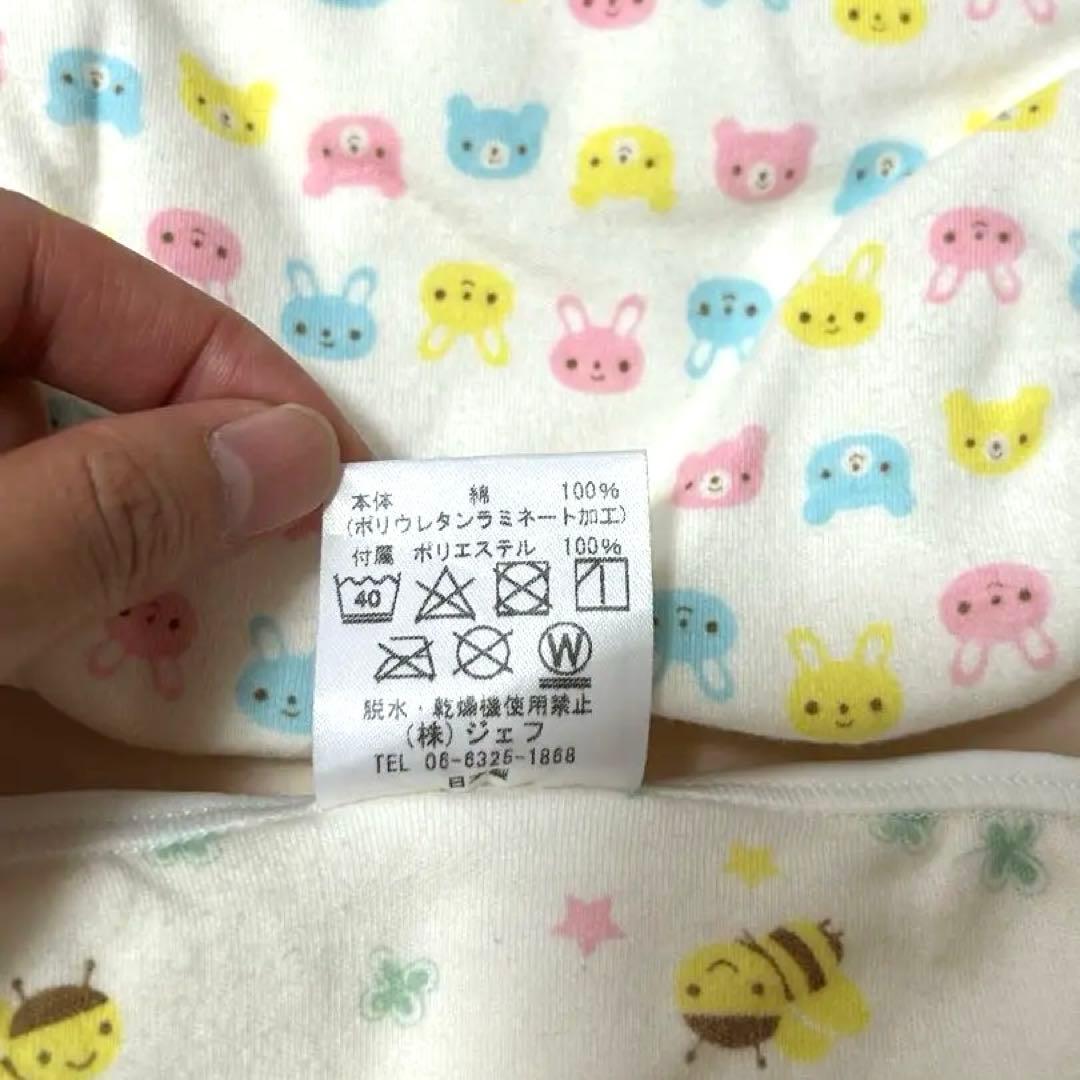 本体 綿 100%
(ポリウレタンラミネート加工)
付属 ポリエステル 100%
40
W
脱水・乾燥機使用禁止
(株)ジェフ
TEL 06-6325-1868